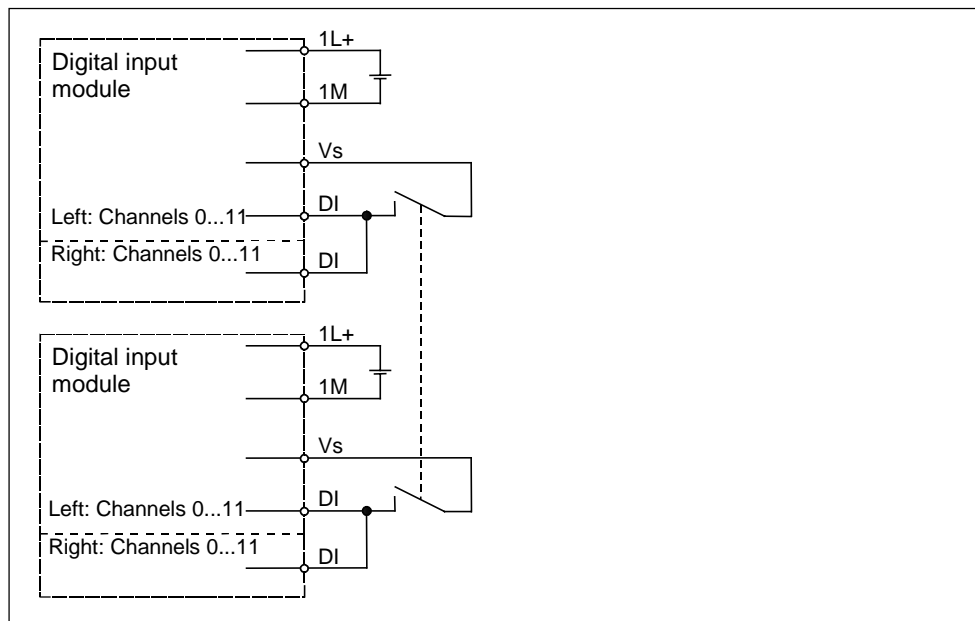 1L+
Digital input
module
1M
Vs
DI
Left: Channels 0...11
Right: Channels 0...11
DI
1L+
Digital input
module
1M
Vs
DI
Left: Channels 0...11
Right: Channels 0...11
DI